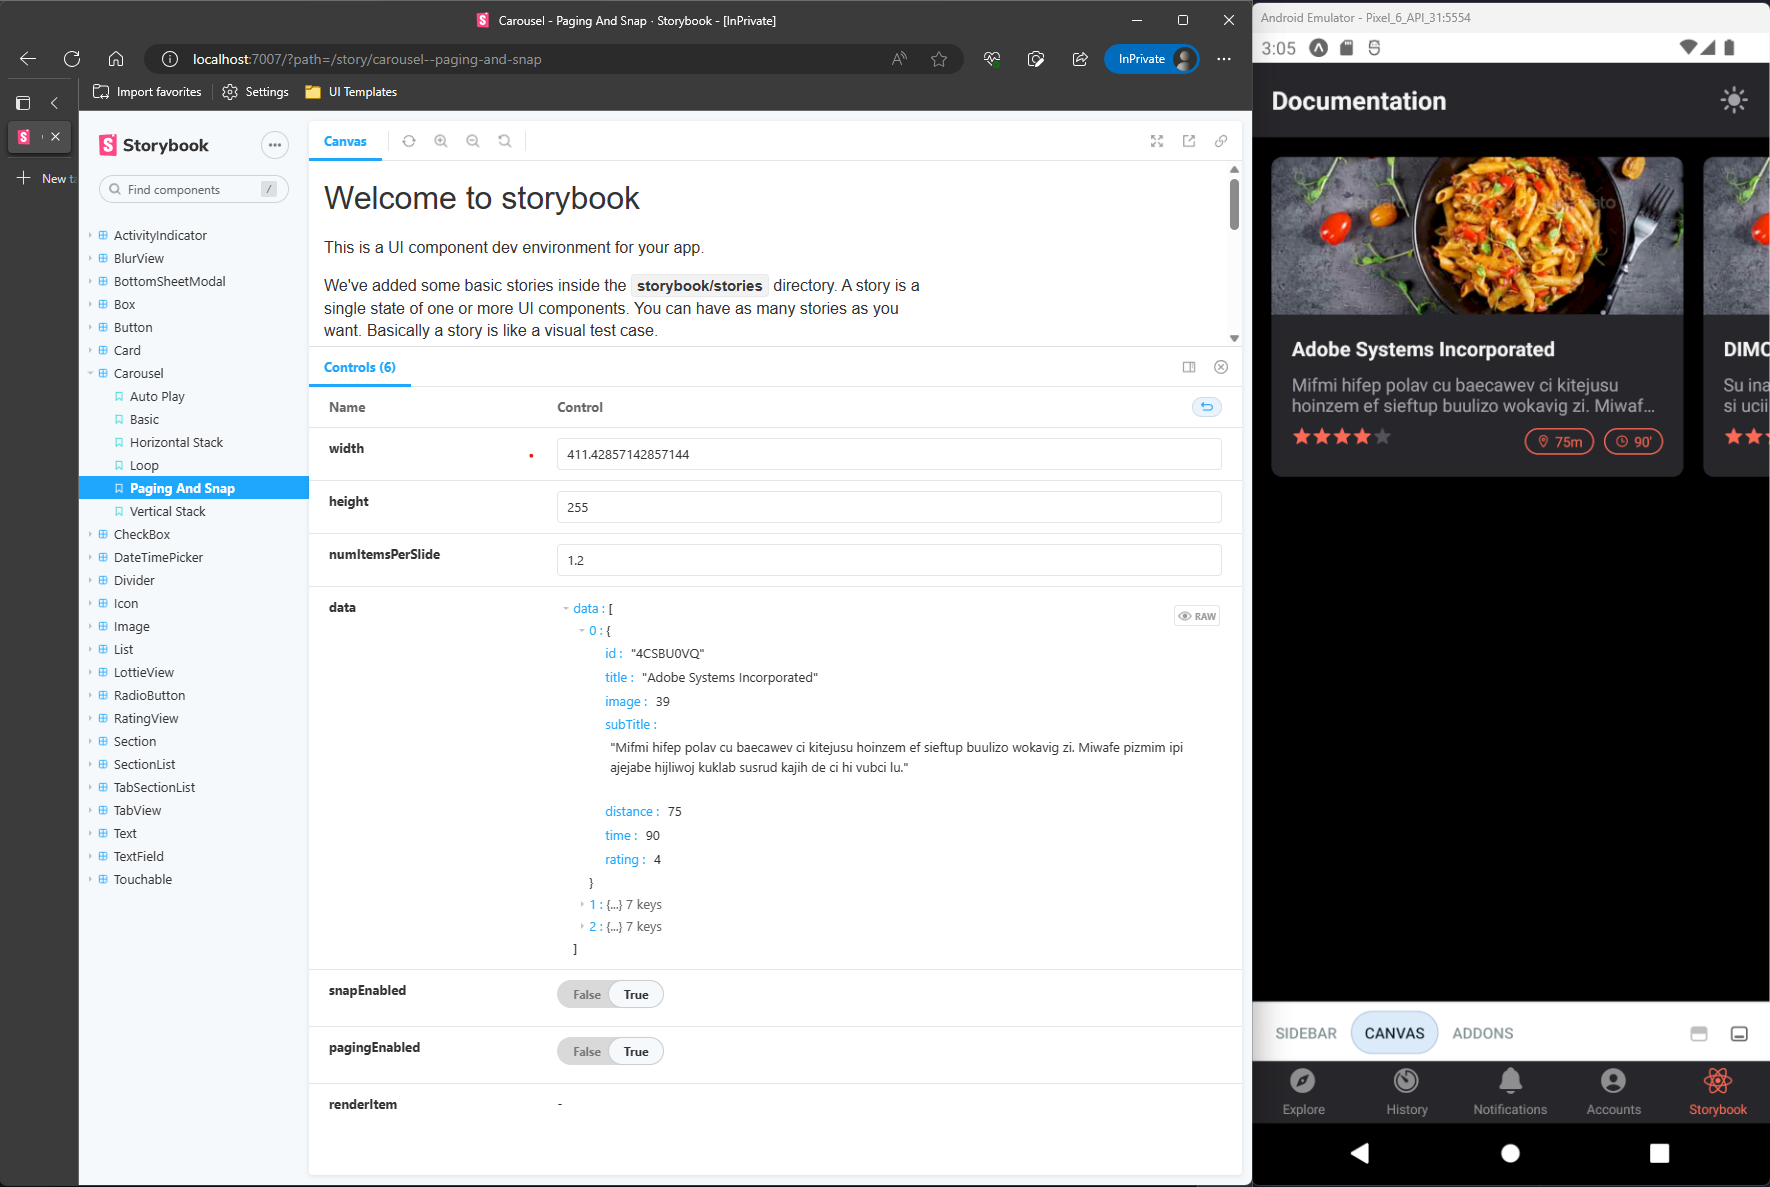 Carousel - Paging And Snap · Storybook - [InPrivate]
localhost:7007/?path=/story/carousel--paging-and-snap
InPrivate
Import favorites
Settings
UI Templates
New ta
Storybook
Find components
/
ActivityIndicator
BlurView
BottomSheetModal
Box
Button
Card
Carousel
Auto Play
Basic
Horizontal Stack
Loop
Paging And Snap
Vertical Stack
CheckBox
DateTimePicker
Divider
Icon
Image
List
LottieView
RadioButton
RatingView
Section
SectionList
TabSectionList
TabView
Text
TextField
Touchable
Canvas
Welcome to storybook
This is a UI component dev environment for your app.
We've added some basic stories inside the storybook/stories directory. A story is a
single state of one or more UI components. You can have as many stories as you
want. Basically a story is like a visual test case.
Controls (6)
Name Control
width
411.42857142857144
height
255
numItemsPerSlide
1.2
data
data : [
RAW
0 : {
id : "4CSBU0VQ"
title : "Adobe Systems Incorporated"
image : 39
subTitle :
"Mifmi hifep polav cu baecawev ci kitejusu hoinzem ef sieftup buulizo wokavig zi. Miwafe pizmim ipi
ajejabe hijliwoj kuklab susrud kajih de ci hi vubci lu."
distance : 75
time : 90
rating : 4
}
1 : {...} 7 keys
2 : {...} 7 keys
]
snapEnabled
False True
pagingEnabled
False True
renderItem
-
Android Emulator - Pixel_6_API_31:5554
3:05
Documentation
Adobe Systems Incorporated
Mifmi hifep polav cu baecawev ci kitejusu
hoinzem ef sieftup buulizo wokavig zi. Miwafe...
75m
90'
DIMC
Su ina
si ucii
SIDEBAR CANVAS ADDONS
Explore History Notifications Accounts Storybook